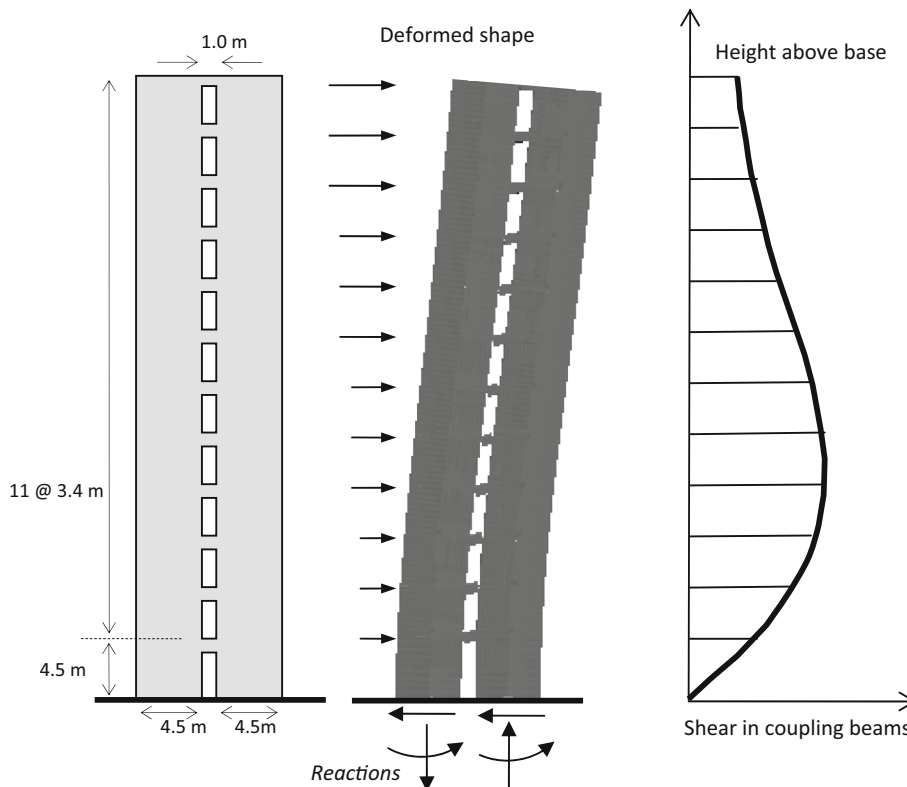 1.0 m
Deformed shape
Height above base
11 @ 3.4 m
4.5 m
4.5 m
4.5m
Shear in coupling beams
Reactions